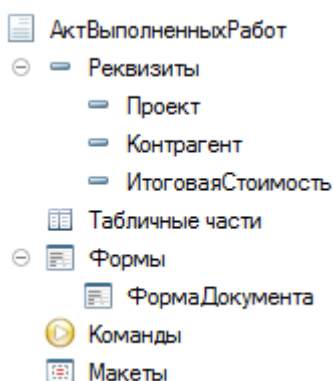 АктВыполненныхРабот
Реквизиты
Проект
Контрагент
ИтоговаяСтоимость
Табличные части
Формы
ФормаДокумента
Команды
Макеты